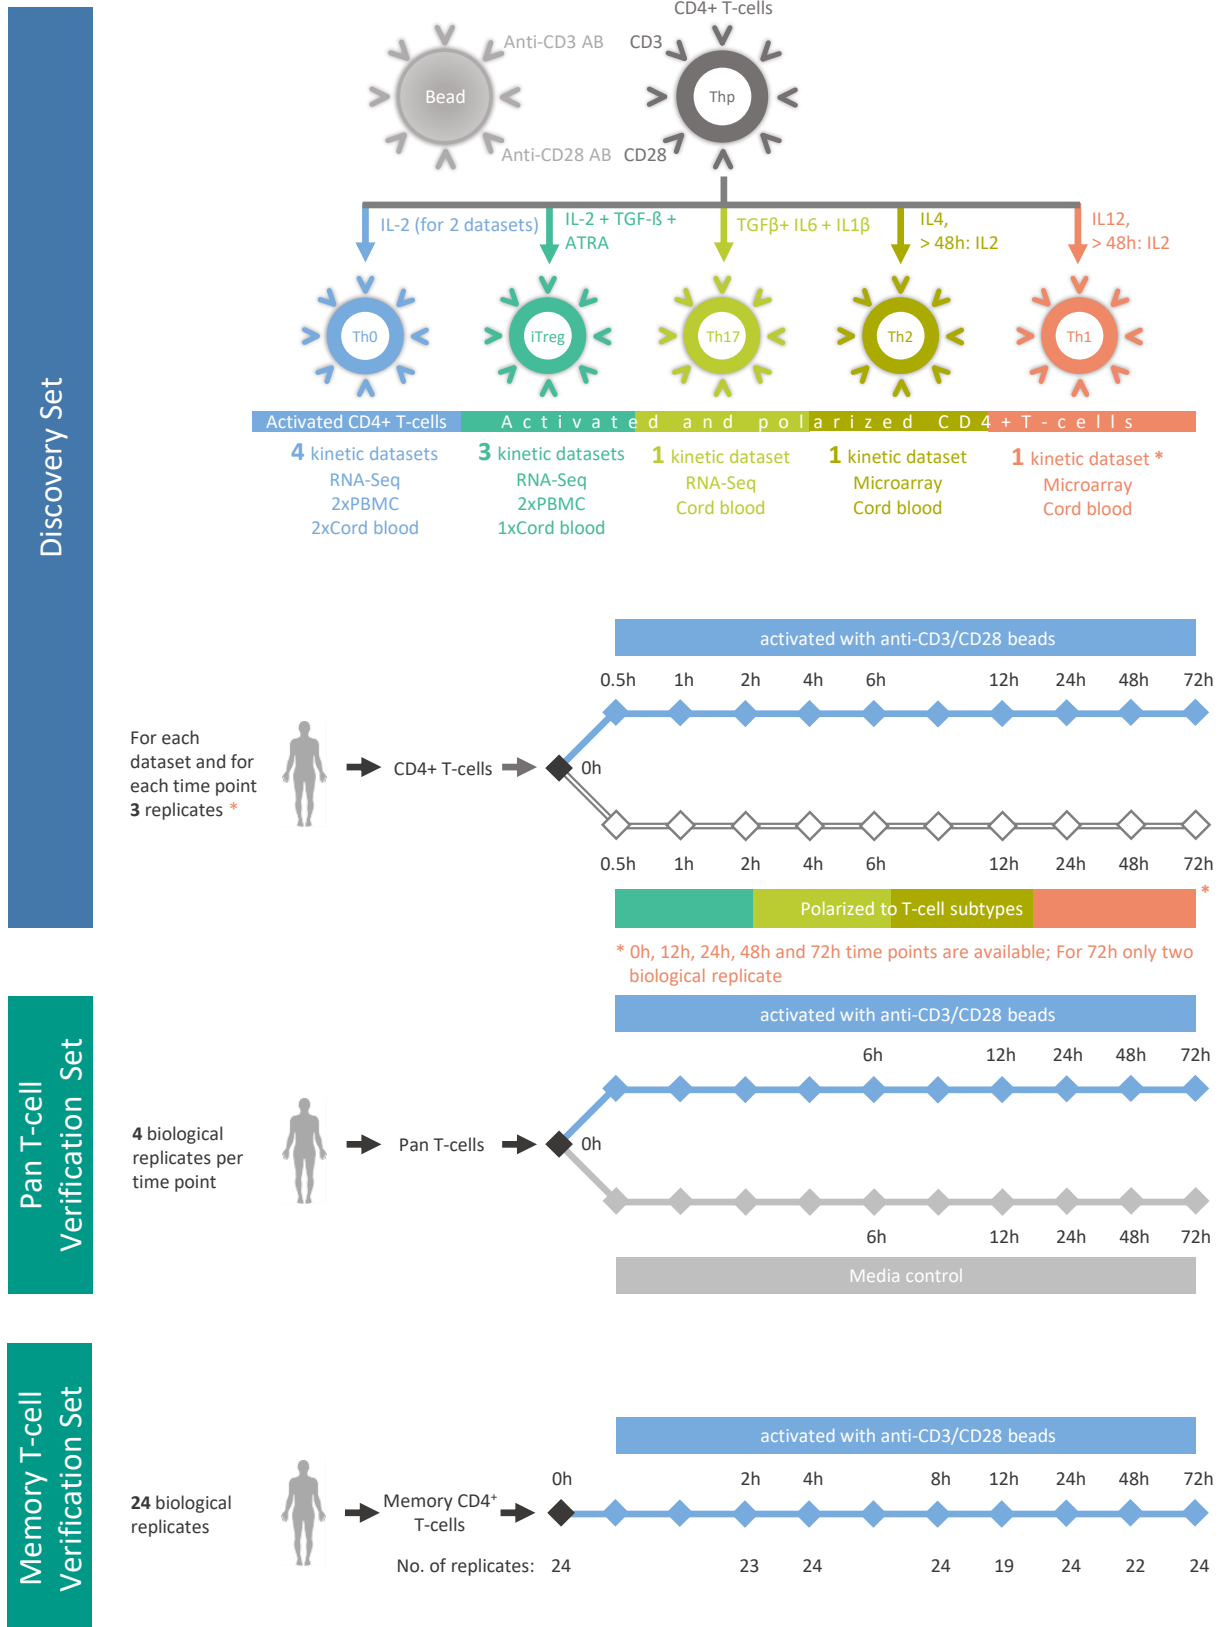 Discovery Set
CD4+ T-cells
Anti-CD3 AB
CD3
Bead
Thp
Anti-CD28 AB
CD28
IL-2 (for 2 datasets)
IL-2 + TGF-ß +
ATRA
TGFβ+ IL6 + IL1β
IL4,
> 48h: IL2
IL12,
> 48h: IL2
Th0
iTreg
Th17
Th2
Th1
Activated CD4+ T-cells
Activated and polarized CD4+T-cells
4 kinetic datasets
RNA-Seq
2xPBMC
2xCord blood
3 kinetic datasets
RNA-Seq
2xPBMC
1xCord blood
1 kinetic dataset
RNA-Seq
Cord blood
1 kinetic dataset
Microarray
Cord blood
1 kinetic dataset *
Microarray
Cord blood
activated with anti-CD3/CD28 beads
0.5h 1h 2h 4h 6h 12h 24h 48h 72h
For each
dataset and for
each time point
3 replicates *
CD4+ T-cells
0h
0.5h 1h 2h 4h 6h 12h 24h 48h 72h
Polarized to T-cell subtypes
*
* 0h, 12h, 24h, 48h and 72h time points are available; For 72h only two
biological replicate
Pan T-cell
Verification Set
activated with anti-CD3/CD28 beads
6h 12h 24h 48h 72h
4 biological
replicates per
time point
Pan T-cells
0h
6h 12h 24h 48h 72h
Media control
Memory T-cell
Verification Set
activated with anti-CD3/CD28 beads
0h 2h 4h 8h 12h 24h 48h 72h
24 biological
replicates
Memory CD4+
T-cells
No. of replicates: 24 23 24 24 19 24 22 24